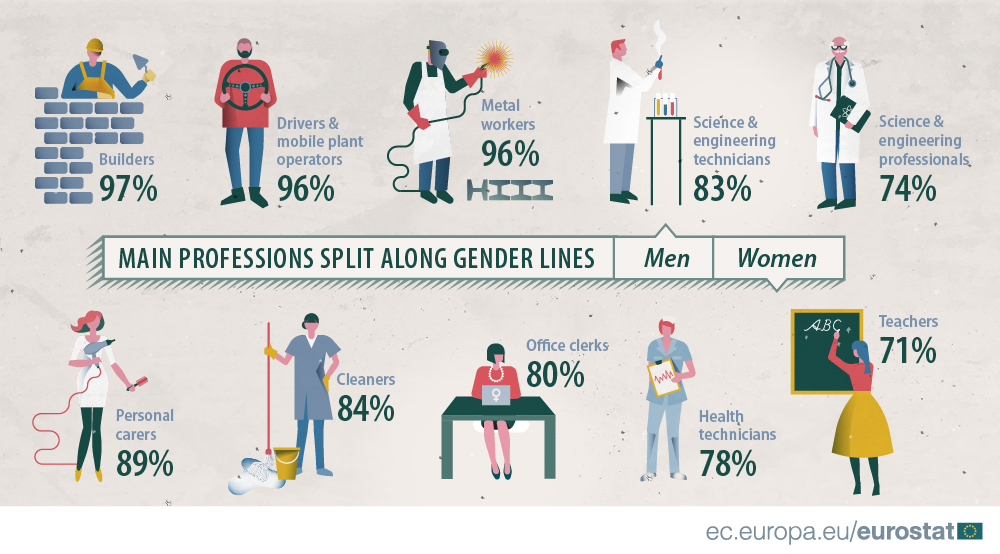 Builders
97%
Drivers &
mobile plant
operators
96%
Metal
workers
96%
Science &
engineering
technicians
83%
Science &
engineering
professionals
74%
MAIN PROFESSIONS SPLIT ALONG GENDER LINES
Men
Women
Personal
carers
89%
Cleaners
84%
Office clerks
80%
Health
technicians
78%
ABC
Teachers
71%
ec.europa.eu/eurostat